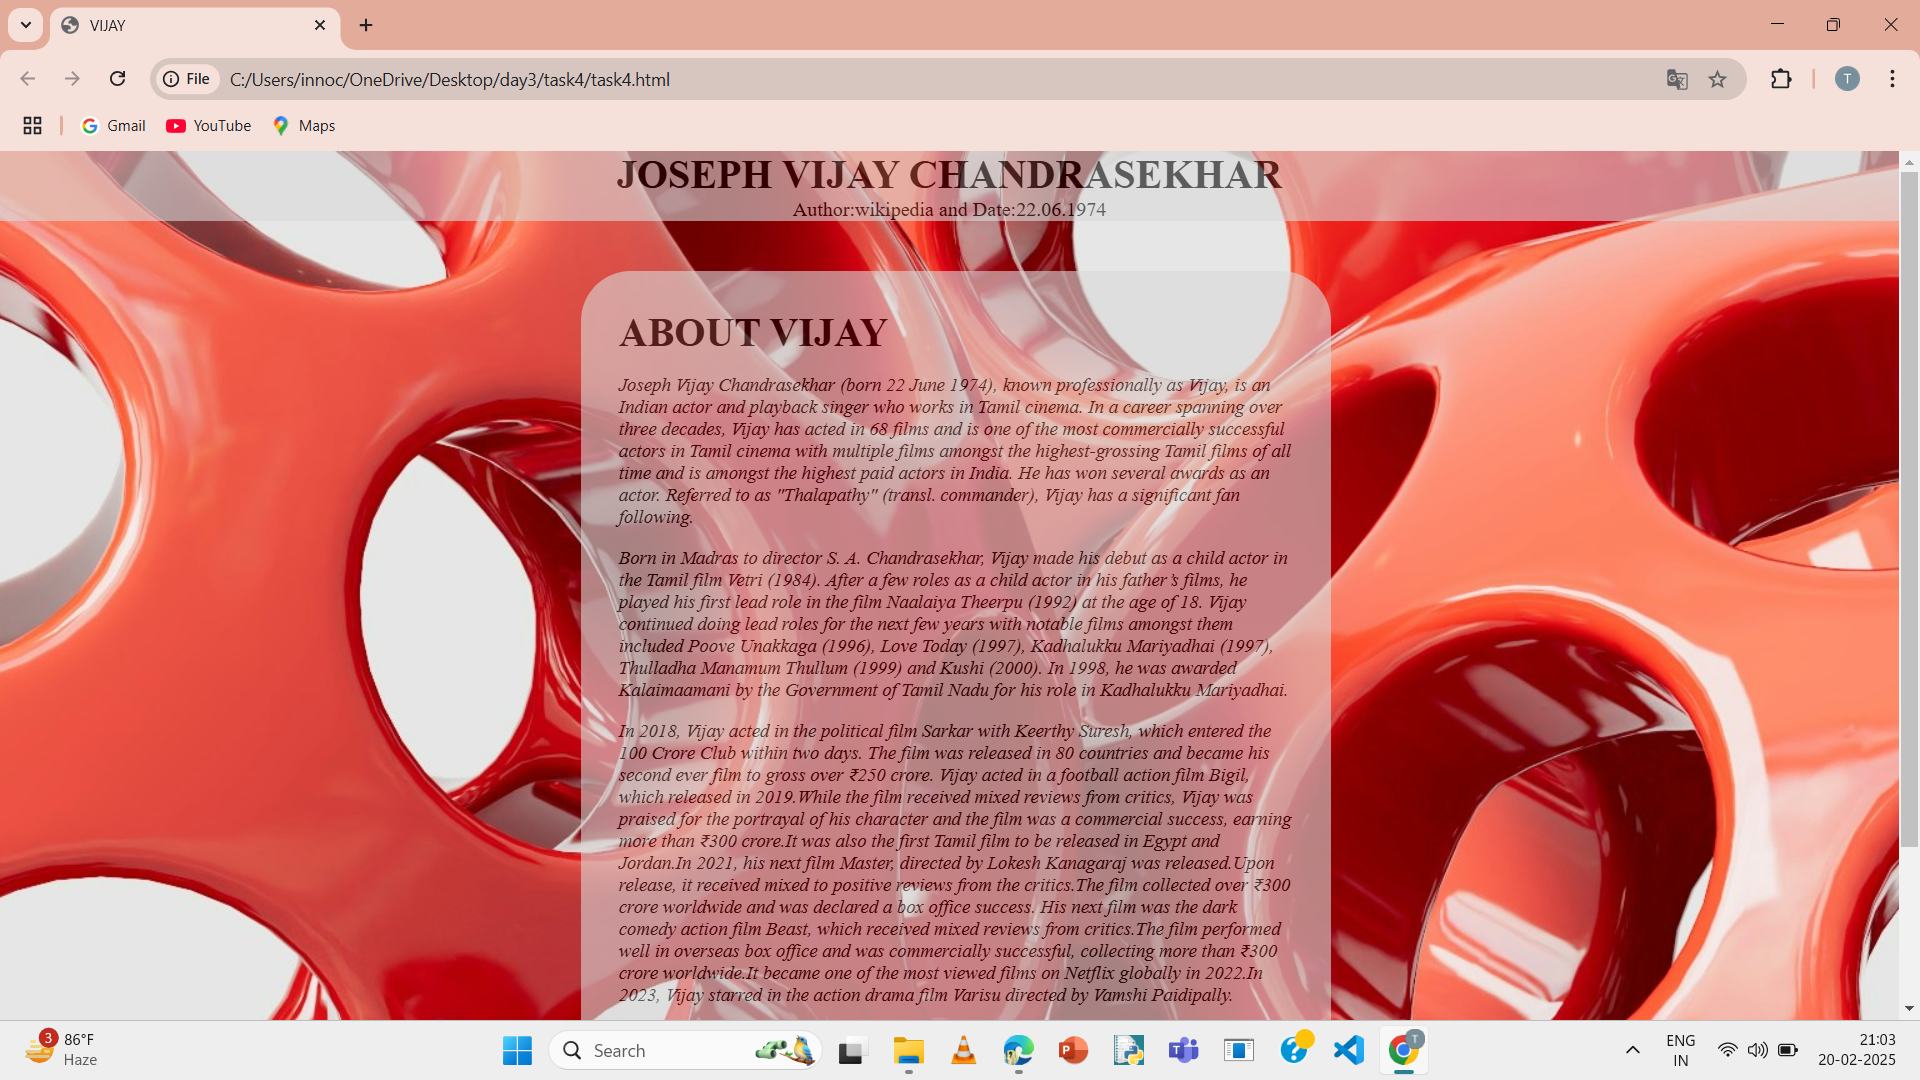 VIJAY
File
C:/Users/innoc/OneDrive/Desktop/day3/task4/task4.html
T
Gmail
YouTube
Maps
JOSEPH VIJAY CHANDRASEKHAR
Author:wikipedia and Date:22.06.1974
ABOUT VIJAY
Joseph Vijay Chandrasekhar (born 22 June 1974), known professionally as Vijay, is an
Indian actor and playback singer who works in Tamil cinema. In a career spanning over
three decades, Vijay has acted in 68 films and is one of the most commercially successful
actors in Tamil cinema with multiple films amongst the highest-grossing Tamil films of all
time and is amongst the highest paid actors in India. He has won several awards as an
actor. Referred to as "Thalapathy" (transl. commander), Vijay has a significant fan
following.
Born in Madras to director S. A. Chandrasekhar, Vijay made his debut as a child actor in
the Tamil film Vetri (1984). After a few roles as a child actor in his father’s films, he
played his first lead role in the film Naalaiya Theerpu (1992) at the age of 18. Vijay
continued doing lead roles for the next few years with notable films amongst them
included Poove Unakkaga (1996), Love Today (1997), Kadhalukku Mariyadhai (1997),
Thulladha Manamum Thullum (1999) and Kushi (2000). In 1998, he was awarded
Kalaimaamani by the Government of Tamil Nadu for his role in Kadhalukku Mariyadhai.
In 2018, Vijay acted in the political film Sarkar with Keerthy Suresh, which entered the
100 Crore Club within two days. The film was released in 80 countries and became his
second ever film to gross over ₹250 crore. Vijay acted in a football action film Bigil,
which released in 2019.While the film received mixed reviews from critics, Vijay was
praised for the portrayal of his character and the film was a commercial success, earning
more than ₹300 crore.It was also the first Tamil film to be released in Egypt and
Jordan.In 2021, his next film Master, directed by Lokesh Kanagaraj was released.Upon
release, it received mixed to positive reviews from the critics.The film collected over ₹300
crore worldwide and was declared a box office success. His next film was the dark
comedy action film Beast, which received mixed reviews from critics.The film performed
well in overseas box office and was commercially successful, collecting more than ₹300
crore worldwide.It became one of the most viewed films on Netflix globally in 2022.In
2023, Vijay starred in the action drama film Varisu directed by Vamshi Paidipally.
3
86°F
Haze
Search
P
T
T
ENG
IN
21:03
20-02-2025